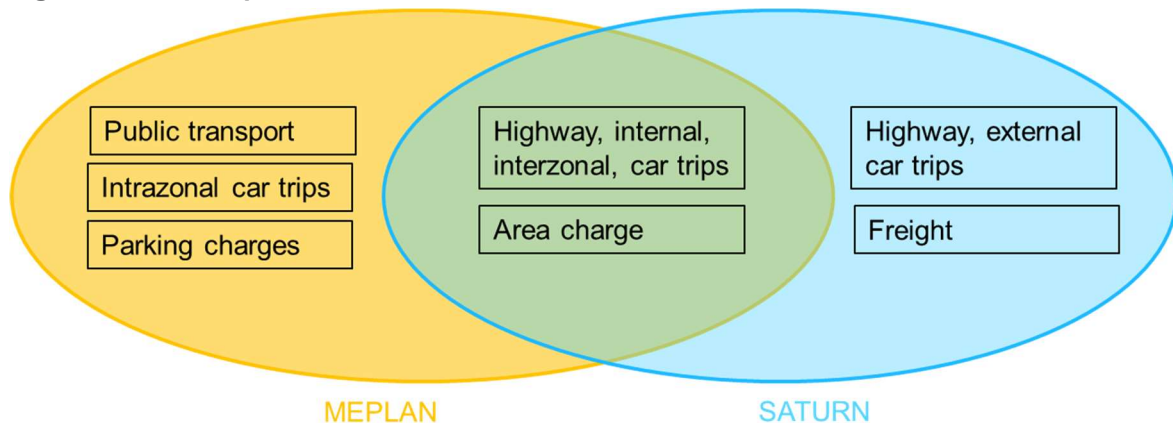 Public transport
Intrazonal car trips
Parking charges
Highway, internal,
interzonal, car trips
Area charge
Highway, external
car trips
Freight
MEPLAN
SATURN